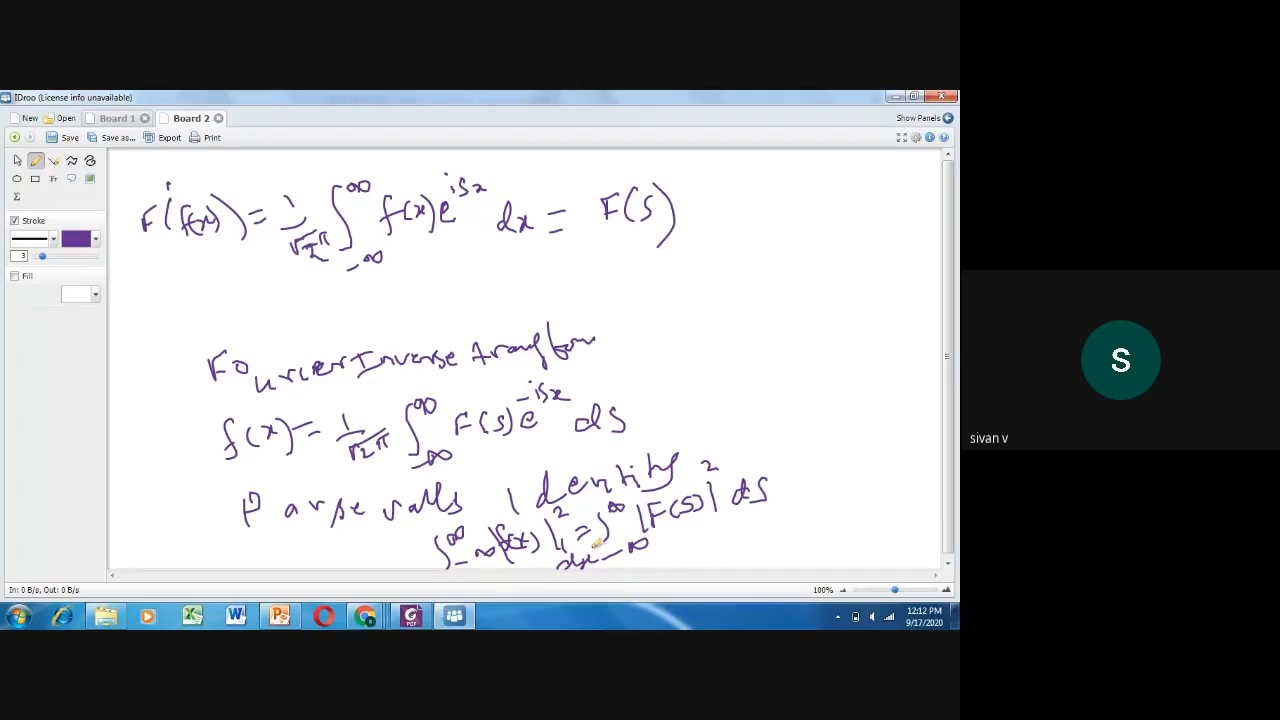 IDroo (License info unavailable)
New Open Board 1 Board 2 Show Panels
Save Save as... Export Print
Stroke
3
Fill
F(f(x)) = 1/√2π ∫_{-∞}^{∞} f(x) e^{isx} dx = F(s)
Fourier Inverse transform
f(x) = 1/√2π ∫_{-∞}^{∞} F(s) e^{-isx} ds
Parsevalls Identity
∫_{-∞}^{∞} |f(x)|^2 dx = ∫_{-∞}^{∞} |F(s)|^2 ds
In: 0 B/s, Out: 0 B/s 100%
12:12 PM
9/17/2020
S
sivan v